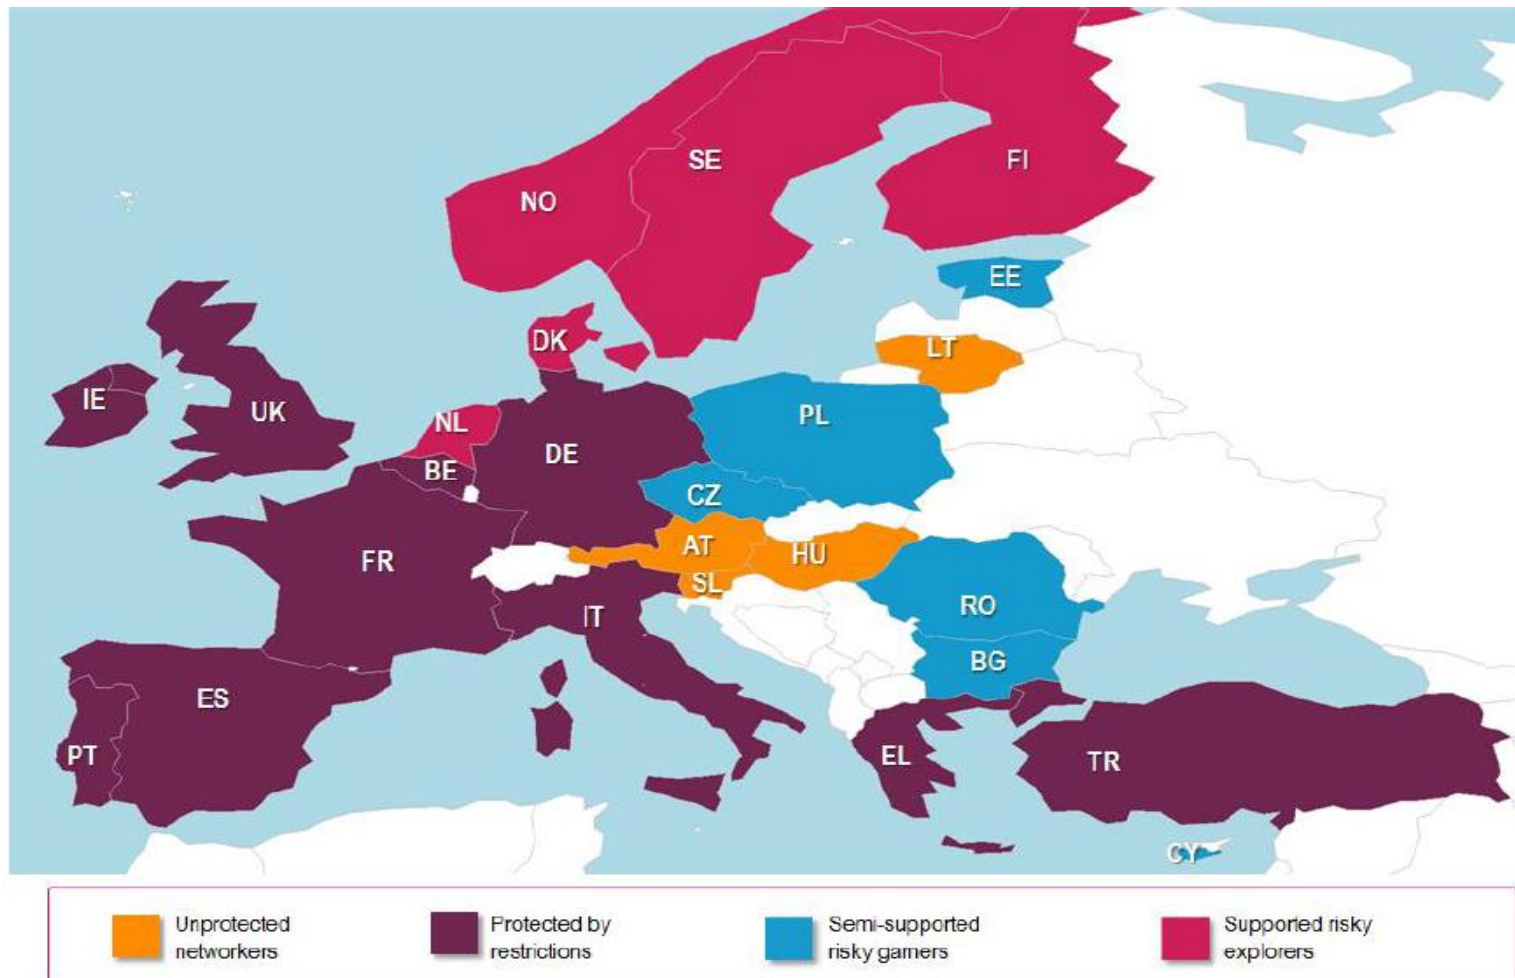 SE
FI
NO
EE
DK
LT
IE
UK
NL
PL
BE
DE
CZ
FR
AT
HU
SL
IT
RO
BG
ES
PT
EL
TR
CY
Unprotected
networkers
Protected by
restrictions
Semi-supported
risky gamers
Supported risky
explorers